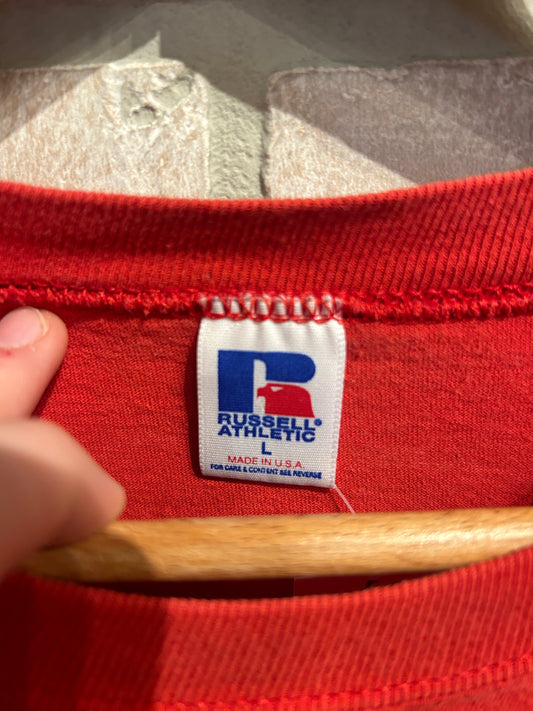 R
RUSSELL®
ATHLETIC
L
MADE IN U.S.A.
FOR CARE & CONTENT SEE REVERSE